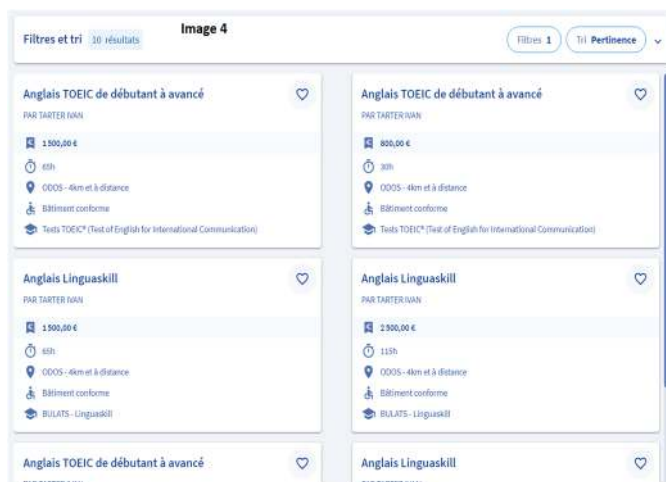 Image 4
Filtres et tri 10 résultats
Filtres 1
Tri Pertinence
Anglais TOEIC de débutant à avancé
PAR TARTER IVAN
1 500,00 €
65h
ODOS - 4km et à distance
Bâtiment conforme
Tests TOEIC® (Test of English for International Communication)
Anglais TOEIC de débutant à avancé
PAR TARTER IVAN
800,00 €
30h
ODOS - 4km et à distance
Bâtiment conforme
Tests TOEIC® (Test of English for International Communication)
Anglais Linguaskill
PAR TARTER IVAN
1 500,00 €
65h
ODOS - 4km et à distance
Bâtiment conforme
BULATS - Linguaskill
Anglais Linguaskill
PAR TARTER IVAN
2 500,00 €
115h
ODOS - 4km et à distance
Bâtiment conforme
BULATS - Linguaskill
Anglais TOEIC de débutant à avancé
Anglais Linguaskill